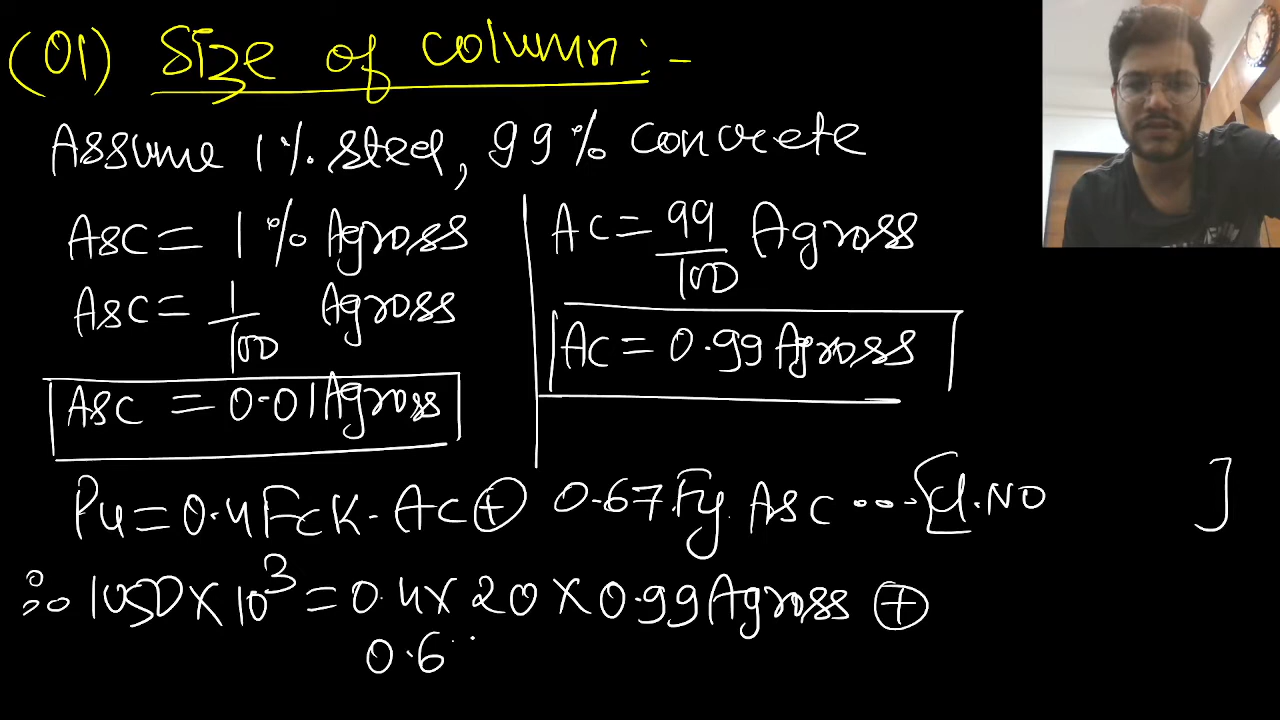 (01) Size of column:-
Assume 1% steel, 99% concrete
Asc = 1% Agross
Asc = 1/100 Agross
Asc = 0.01Agross
Ac = 99/100 Agross
Ac = 0.99 Agross
Pu = 0.4Fck. Ac ⊕ 0.67.Fy. Asc ...[Cl.NO ]
∴ 1050 × 10³ = 0.4 × 20 × 0.99 Agross ⊕
0.6